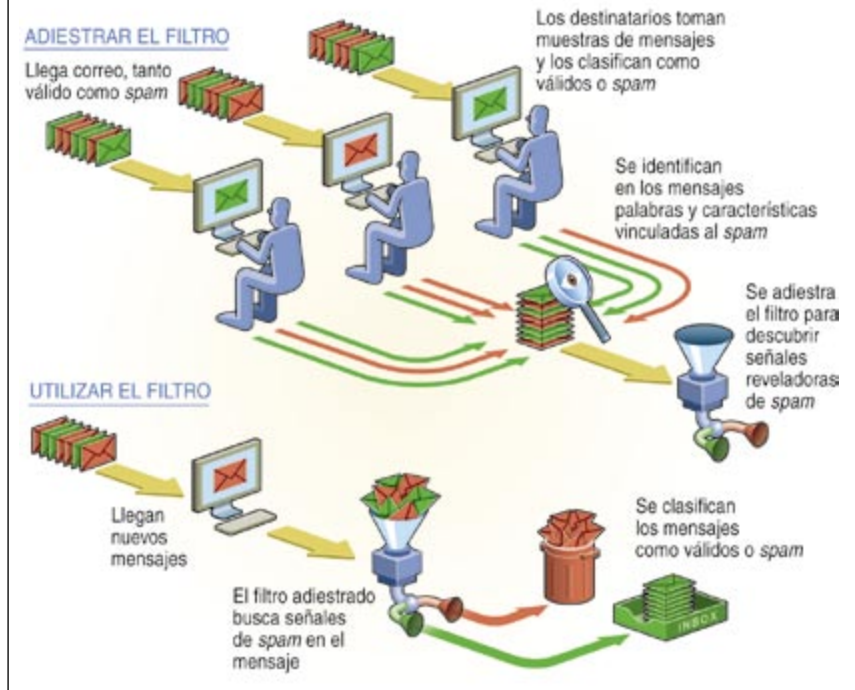 ADIESTRAR EL FILTRO
Llega correo, tanto
válido como spam
Los destinatarios toman
muestras de mensajes
y los clasifican como
válidos o spam
Se identifican
en los mensajes
palabras y características
vinculadas al spam
Se adiestra
el filtro para
descubrir
señales
reveladoras
de spam
UTILIZAR EL FILTRO
Llegan
nuevos
mensajes
El filtro adiestrado
busca señales
de spam en el
mensaje
Se clasifican
los mensajes
como válidos o spam
INBOX